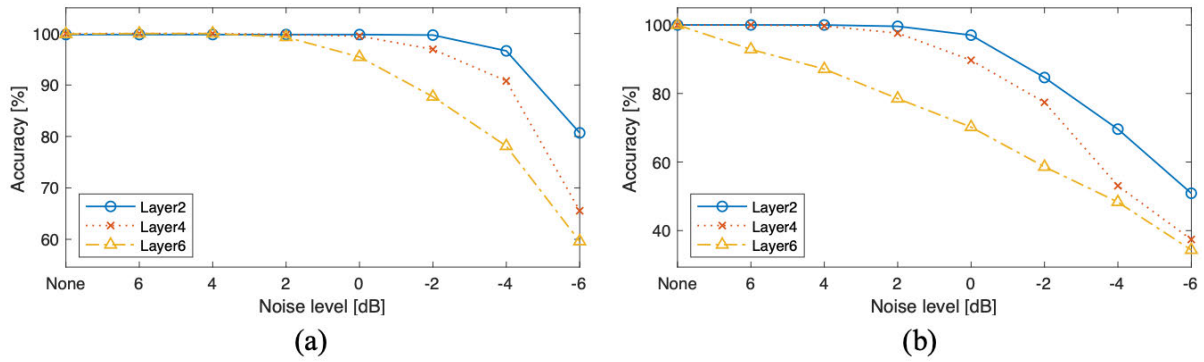 100
90
80
70
60
Accuracy [%]
Layer2
Layer4
Layer6
None 6 4 2 0 -2 -4 -6
Noise level [dB]
(a)
100
80
60
40
Accuracy [%]
Layer2
Layer4
Layer6
None 6 4 2 0 -2 -4 -6
Noise level [dB]
(b)